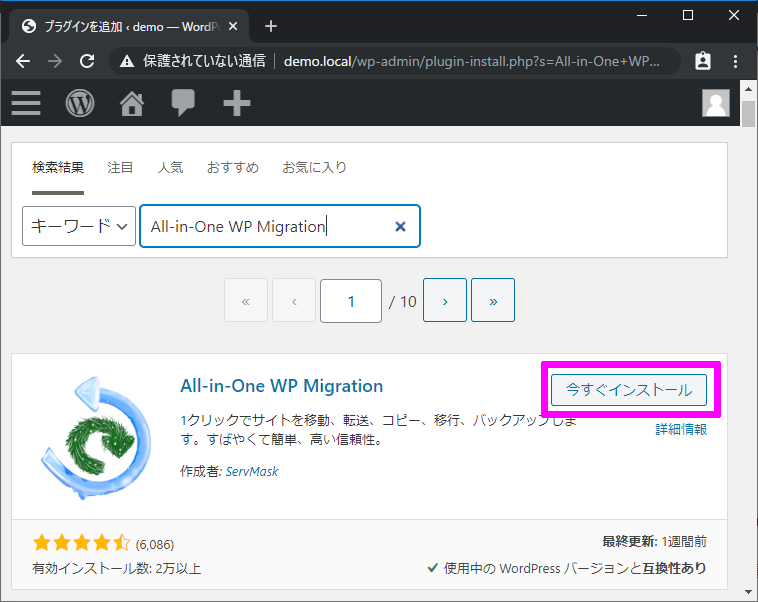 プラグインを追加 ‹ demo — WordPr
保護されていない通信 demo.local/wp-admin/plugin-install.php?s=All-in-One+WP...
検索結果 注目 人気 おすすめ お気に入り
キーワード All-in-One WP Migration
« ‹ 1 / 10 › »
All-in-One WP Migration 今すぐインストール
1クリックでサイトを移動、転送、コピー、移行、バックアップしま
す。すばやくて簡単、高い信頼性。
詳細情報
作成者: ServMask
(6,086) 最終更新: 1週間前
有効インストール数: 2万以上 使用中の WordPress バージョンと互換性あり